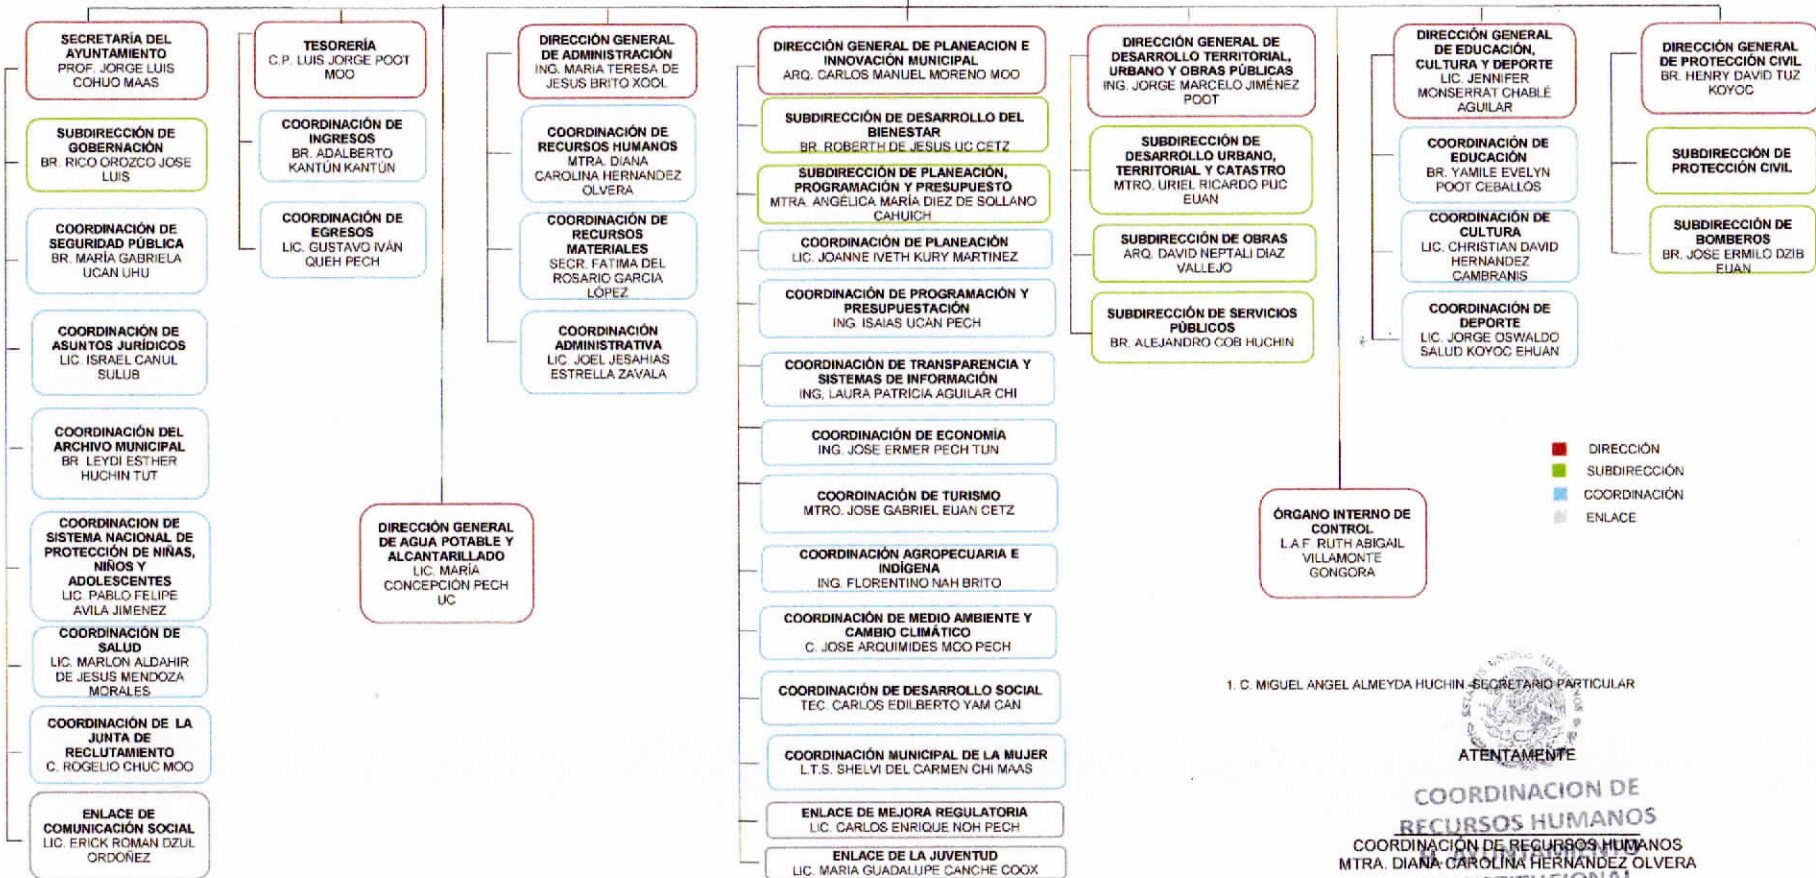 SECRETARÍA DEL
AYUNTAMIENTO
PROF. JORGE LUIS
COHUO MAAS
SUBDIRECCIÓN DE
GOBERNACIÓN
BR. RICO OROZCO JOSE
LUIS
COORDINACIÓN DE
SEGURIDAD PÚBLICA
BR. MARÍA GABRIELA
UCAN UHU
COORDINACIÓN DE
ASUNTOS JURÍDICOS
LIC. ISRAEL CANUL
SULUB
COORDINACIÓN DEL
ARCHIVO MUNICIPAL
BR. LEYDI ESTHER
HUCHIN TUT
COORDINACION DE
SISTEMA NACIONAL DE
PROTECCIÓN DE NIÑAS,
NIÑOS Y
ADOLESCENTES
LIC. PABLO FELIPE
AVILA JIMENEZ
COORDINACIÓN DE
SALUD
LIC. MARLON ALDAHIR
DE JESUS MENDOZA
MORALES
COORDINACIÓN DE LA
JUNTA DE
RECLUTAMIENTO
C. ROGELIO CHUC MOO
ENLACE DE
COMUNICACIÓN SOCIAL
LIC. ERICK ROMAN DZUL
ORDOÑEZ
TESORERÍA
C.P. LUIS JORGE POOT
MOO
COORDINACIÓN DE
INGRESOS
BR. ADALBERTO
KANTÚN KANTÚN
COORDINACIÓN DE
EGRESOS
LIC. GUSTAVO IVÁN
QUEH PECH
DIRECCIÓN GENERAL
DE AGUA POTABLE Y
ALCANTARILLADO
LIC. MARÍA
CONCEPCIÓN PECH
UC
DIRECCIÓN GENERAL
DE ADMINISTRACIÓN
ING. MARIA TERESA DE
JESUS BRITO XOOL
COORDINACIÓN DE
RECURSOS HUMANOS
MTRA. DIANA
CAROLINA HERNANDEZ
OLVERA
COORDINACIÓN DE
RECURSOS
MATERIALES
SECR. FATIMA DEL
ROSARIO GARCIA
LÓPEZ
COORDINACIÓN
ADMINISTRATIVA
LIC. JOEL JESAHIAS
ESTRELLA ZAVALA
DIRECCIÓN GENERAL DE PLANEACION E
INNOVACIÓN MUNICIPAL
ARQ. CARLOS MANUEL MORENO MOO
SUBDIRECCIÓN DE DESARROLLO DEL
BIENESTAR
BR. ROBERTH DE JESUS UC CETZ
SUBDIRECCIÓN DE PLANEACIÓN,
PROGRAMACIÓN Y PRESUPUESTO
MTRA. ANGÉLICA MARÍA DIEZ DE SOLLANO
CAHUICH
COORDINACIÓN DE PLANEACIÓN
LIC. JOANNE IVETH KURY MARTINEZ
COORDINACIÓN DE PROGRAMACIÓN Y
PRESUPUESTACIÓN
ING. ISAIAS UCAN PECH
COORDINACIÓN DE TRANSPARENCIA Y
SISTEMAS DE INFORMACIÓN
ING. LAURA PATRICIA AGUILAR CHI
COORDINACIÓN DE ECONOMÍA
ING. JOSE ERMER PECH TUN
COORDINACIÓN DE TURISMO
MTRO. JOSE GABRIEL EUAN CETZ
COORDINACIÓN AGROPECUARIA E
INDÍGENA
ING. FLORENTINO NAH BRITO
COORDINACIÓN DE MEDIO AMBIENTE Y
CAMBIO CLIMÁTICO
C. JOSE ARQUIMIDES MOO PECH
COORDINACIÓN DE DESARROLLO SOCIAL
TEC. CARLOS EDILBERTO YAM CAN
COORDINACIÓN MUNICIPAL DE LA MUJER
L.T.S. SHELVI DEL CARMEN CHI MAAS
ENLACE DE MEJORA REGULATORIA
LIC. CARLOS ENRIQUE NOH PECH
ENLACE DE LA JUVENTUD
LIC. MARIA GUADALUPE CANCHE COOX
DIRECCIÓN GENERAL DE
DESARROLLO TERRITORIAL,
URBANO Y OBRAS PÚBLICAS
ING. JORGE MARCELO JIMÉNEZ
POOT
SUBDIRECCIÓN DE
DESARROLLO URBANO,
TERRITORIAL Y CATASTRO
MTRO. URIEL RICARDO PUC
EUAN
SUBDIRECCIÓN DE OBRAS
ARQ. DAVID NEPTALI DIAZ
VALLEJO
SUBDIRECCIÓN DE SERVICIOS
PÚBLICOS
BR. ALEJANDRO COB HUCHIN
ÓRGANO INTERNO DE
CONTROL
L.A.F. RUTH ABIGAIL
VILLAMONTE
GONGORA
DIRECCIÓN GENERAL
DE EDUCACIÓN,
CULTURA Y DEPORTE
LIC. JENNIFER
MONSERRAT CHABLÉ
AGUILAR
COORDINACIÓN DE
EDUCACIÓN
BR. YAMILE EVELYN
POOT CEBALLOS
COORDINACIÓN DE
CULTURA
LIC. CHRISTIAN DAVID
HERNANDEZ
CAMBRANIS
COORDINACIÓN DE
DEPORTE
LIC. JORGE OSWALDO
SALUD KOYOC EHUAN
DIRECCIÓN GENERAL
DE PROTECCIÓN CIVIL
BR. HENRY DAVID TUZ
KOYOC
SUBDIRECCIÓN DE
PROTECCIÓN CIVIL
SUBDIRECCIÓN DE
BOMBEROS
BR. JOSE ERMILO DZIB
EUAN
DIRECCIÓN
SUBDIRECCIÓN
COORDINACIÓN
ENLACE
1. C. MIGUEL ANGEL ALMEYDA HUCHIN -SECRETARIO PARTICULAR
ESTADOS UNIDOS MEXICANOS
ATENTAMENTE
COORDINACION DE
RECURSOS HUMANOS
COORDINACIÓN DE RECURSOS HUMANOS
H. AYUNTAMIENTO
MTRA. DIANA CAROLINA HERNANDEZ OLVERA